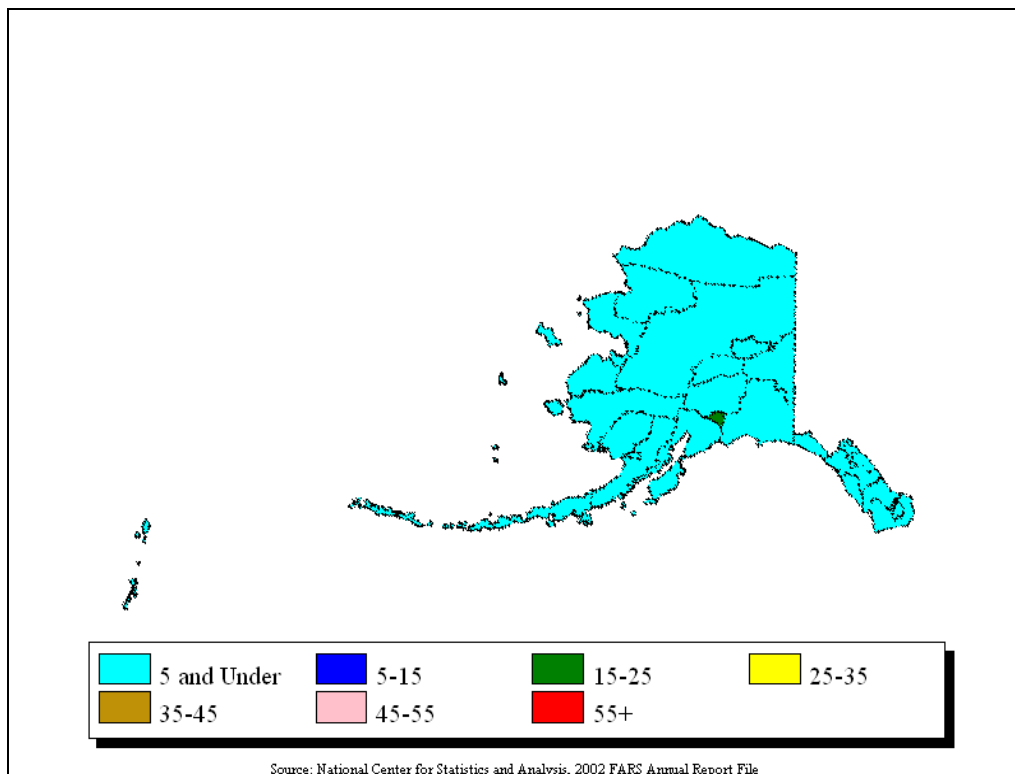 5 and Under 5-15 15-25 25-35
35-45 45-55 55+
Source: National Center for Statistics and Analysis, 2002 FARS Annual Report File